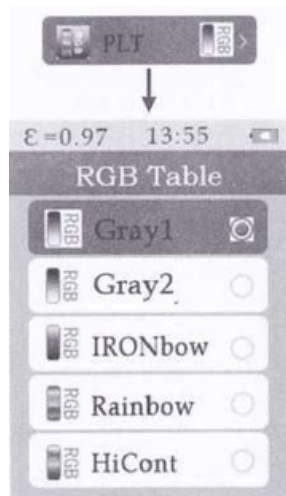 PLT RGB >
ε=0.97 13:55
RGB Table
RGB Gray1
RGB Gray2
RGB IRONbow
RGB Rainbow
RGB HiCont